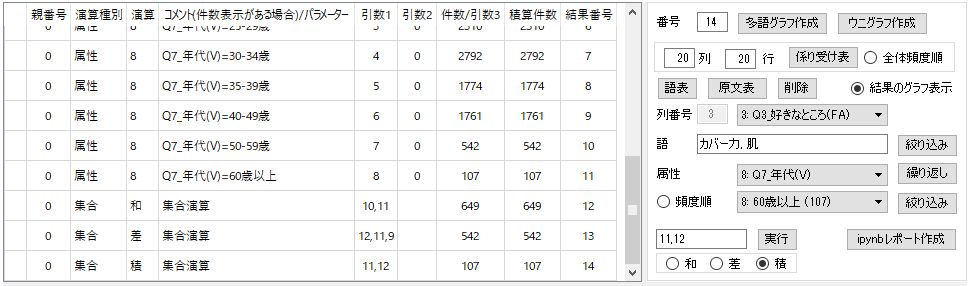 親番号 演算種別 演算 コメント(件数表示がある場合)/パラメーター 引数1 引数2 件数/引数3 積算件数 結果番号
0 属性 8 Q7_年代(V)=25-29歳 3 0 2310 2310 6
0 属性 8 Q7_年代(V)=30-34歳 4 0 2792 2792 7
0 属性 8 Q7_年代(V)=35-39歳 5 0 1774 1774 8
0 属性 8 Q7_年代(V)=40-49歳 6 0 1761 1761 9
0 属性 8 Q7_年代(V)=50-59歳 7 0 542 542 10
0 属性 8 Q7_年代(V)=60歳以上 8 0 107 107 11
0 集合 和 集合演算 10,11 649 649 12
0 集合 差 集合演算 12,11,9 542 542 13
0 集合 積 集合演算 11,12 107 107 14
番号 14 多語グラフ作成 ウニグラフ作成
20 列 20 行 係り受け表 全体頻度順
語表 原文表 削除 結果のグラフ表示
列番号 3 3: Q3_好きなところ(FA)
語 カバー力, 肌 絞り込み
属性 8: Q7_年代(V) 繰り返し
頻度順 8: 60歳以上 (107) 絞り込み
11,12 実行 ipynbレポート作成
和 差 積